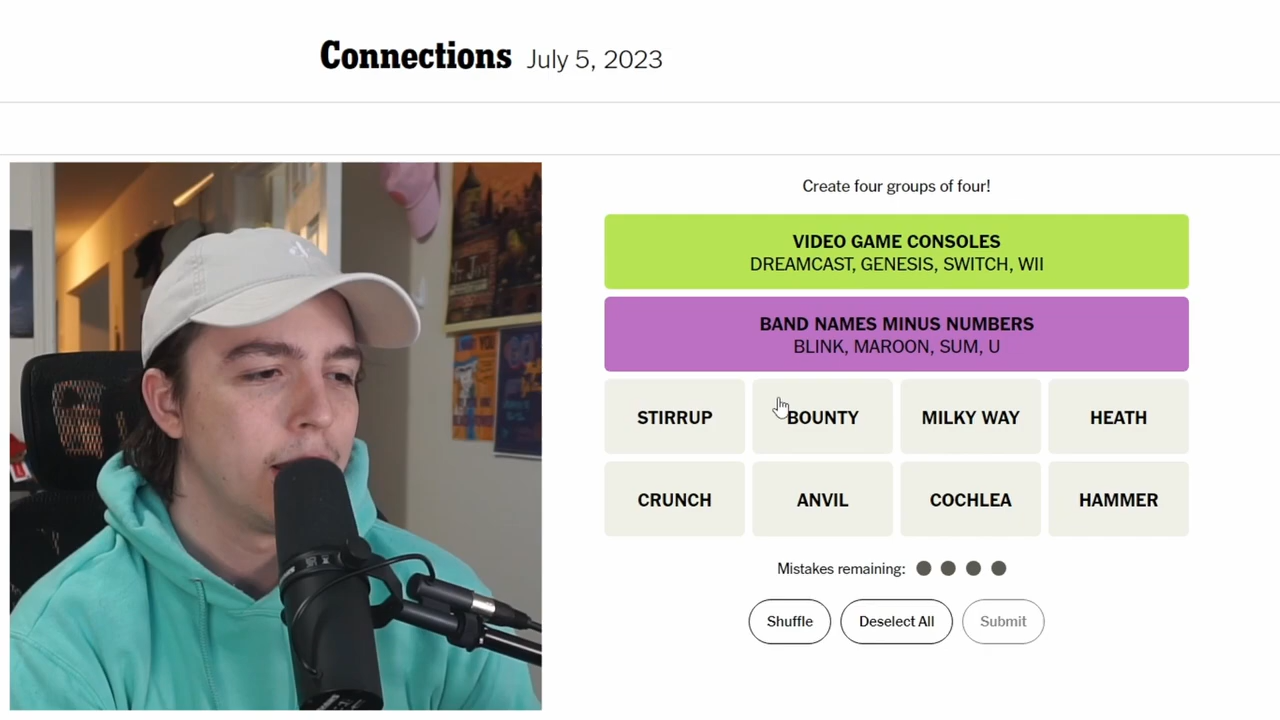 Connections July 5, 2023
Create four groups of four!
VIDEO GAME CONSOLES
DREAMCAST, GENESIS, SWITCH, WII
BAND NAMES MINUS NUMBERS
BLINK, MAROON, SUM, U
STIRRUP BOUNTY MILKY WAY HEATH
CRUNCH ANVIL COCHLEA HAMMER
Mistakes remaining:
Shuffle Deselect All Submit